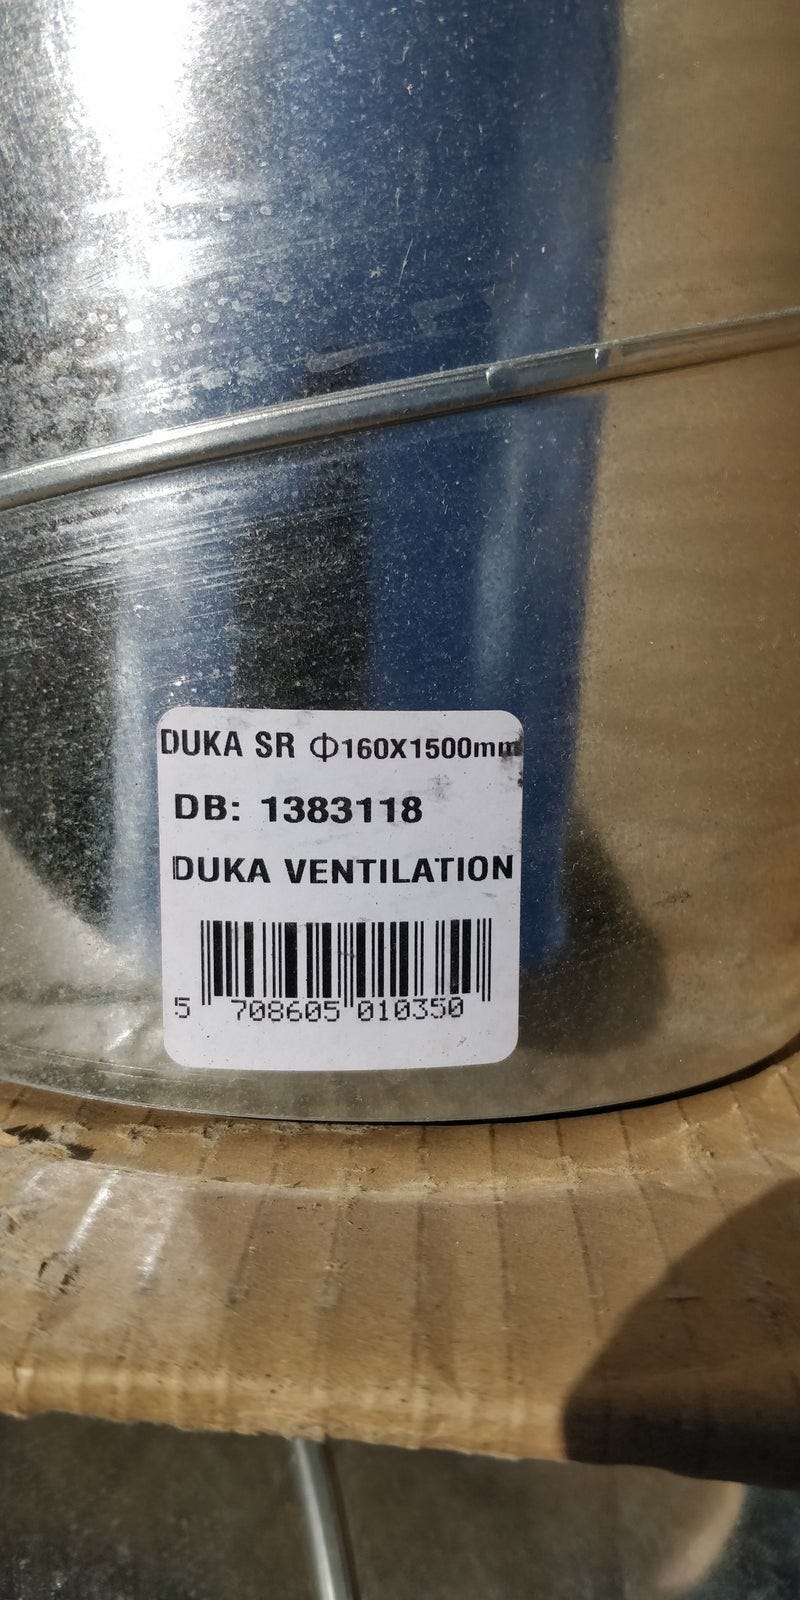 DUKA SR Φ160X1500mm
DB: 1383118
DUKA VENTILATION
5 708605 010350